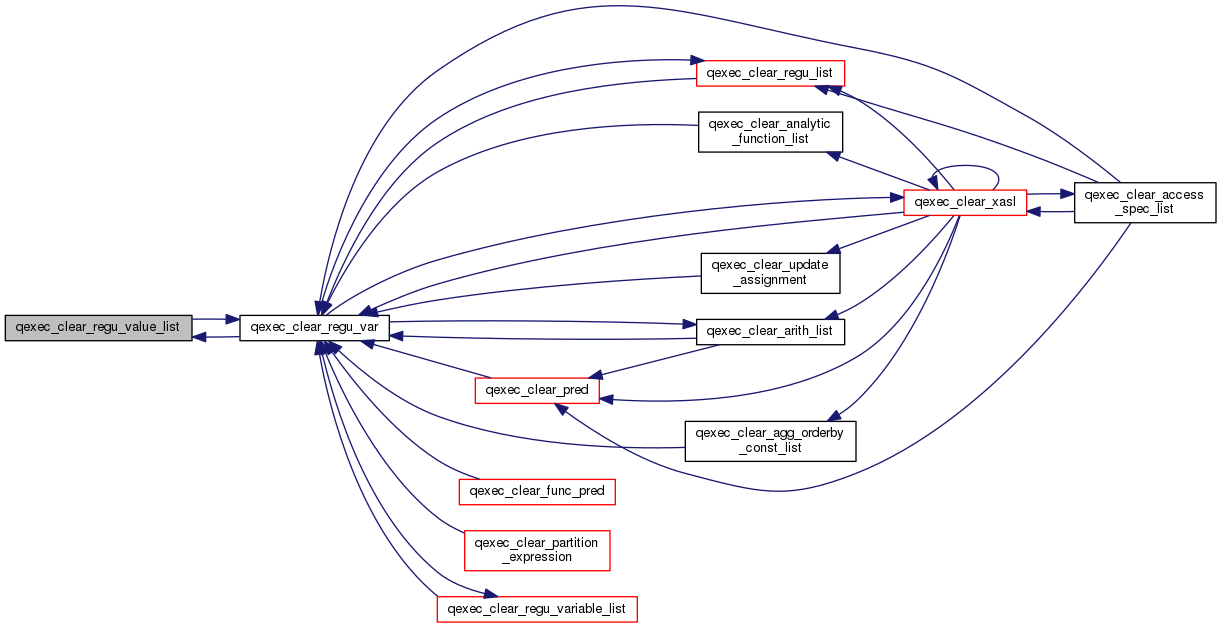 qexec_clear_regu_list
qexec_clear_analytic
_function_list
qexec_clear_xasl
qexec_clear_access
_spec_list
qexec_clear_update
_assignment
qexec_clear_regu_value_list
qexec_clear_regu_var
qexec_clear_arith_list
qexec_clear_pred
qexec_clear_agg_orderby
_const_list
qexec_clear_func_pred
qexec_clear_partition
_expression
qexec_clear_regu_variable_list